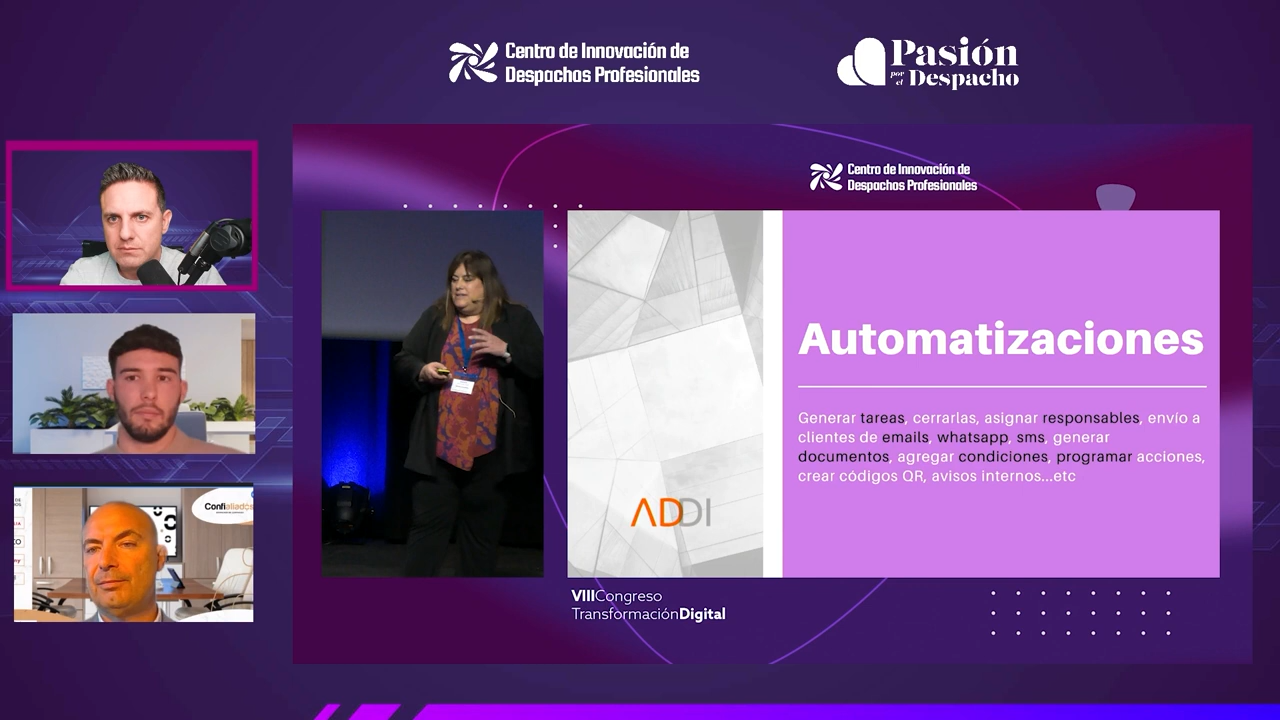 Centro de Innovación de
Despachos Profesionales
Pasión
por el Despacho
Centro de Innovación de
Despachos Profesionales
Automatizaciones
Generar tareas, cerrarlas, asignar responsables, envío a
clientes de emails, whatsapp, sms, generar
documentos, agregar condiciones, programar acciones,
crear códigos QR, avisos internos...etc
ADDI
Confialiados
VIIICongreso
TransformaciónDigital